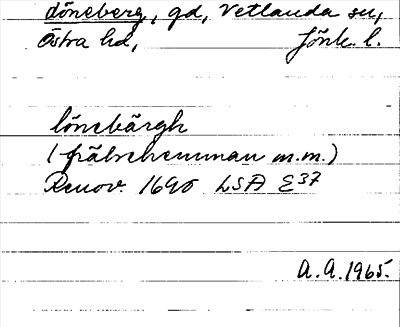 Löneberg, gd, Vetlanda sn,
Östra hd, Jönk. l.
lönebärgh
(frälsehemman m.m.)
Renov. 1690 LSA E37
A.A. 1965.